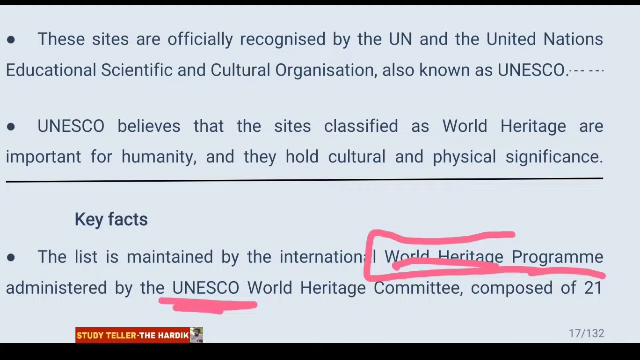 ● These sites are officially recognised by the UN and the United Nations
Educational Scientific and Cultural Organisation, also known as UNESCO.
● UNESCO believes that the sites classified as World Heritage are
important for humanity, and they hold cultural and physical significance.
Key facts
● The list is maintained by the international World Heritage Programme
administered by the UNESCO World Heritage Committee, composed of 21
STUDY TELLER-THE HARDIK
17/132